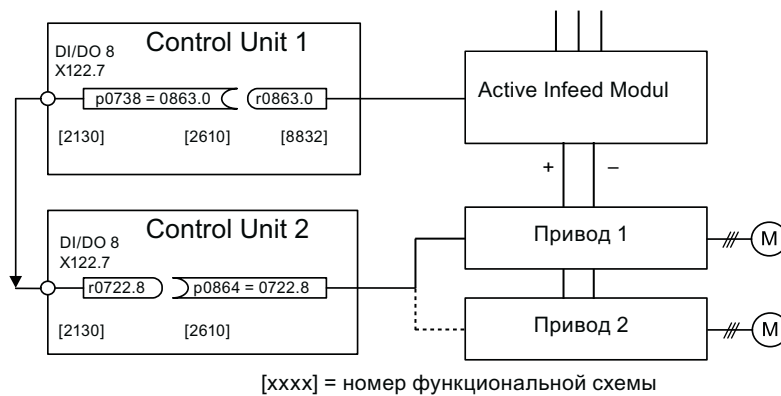 Control Unit 1
DI/DO 8
X122.7
p0738 = 0863.0
r0863.0
[2130]
[2610]
[8832]
Active Infeed Modul
+
–
Control Unit 2
DI/DO 8
X122.7
r0722.8
p0864 = 0722.8
[2130]
[2610]
Привод 1
M
Привод 2
M
[xxxx] = номер функциональной схемы